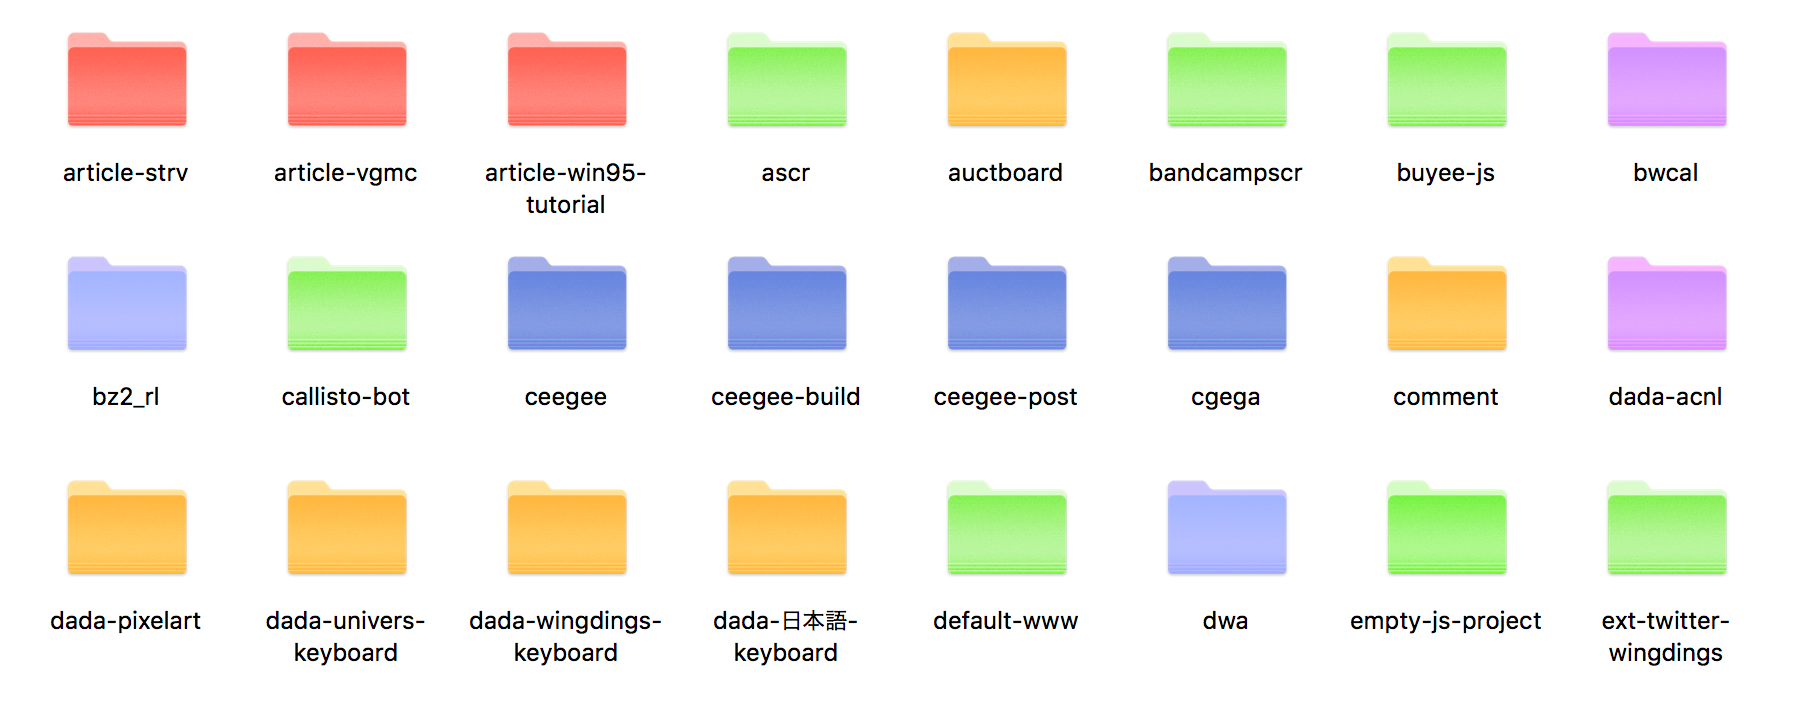 article-strv
article-vgmc
article-win95-
tutorial
ascr
auctboard
bandcampscr
buyee-js
bwcal
bz2_rl
callisto-bot
ceegee
ceegee-build
ceegee-post
cgega
comment
dada-acnl
dada-pixelart
dada-univers-
keyboard
dada-wingdings-
keyboard
dada-日本語-
keyboard
default-www
dwa
empty-js-project
ext-twitter-
wingdings